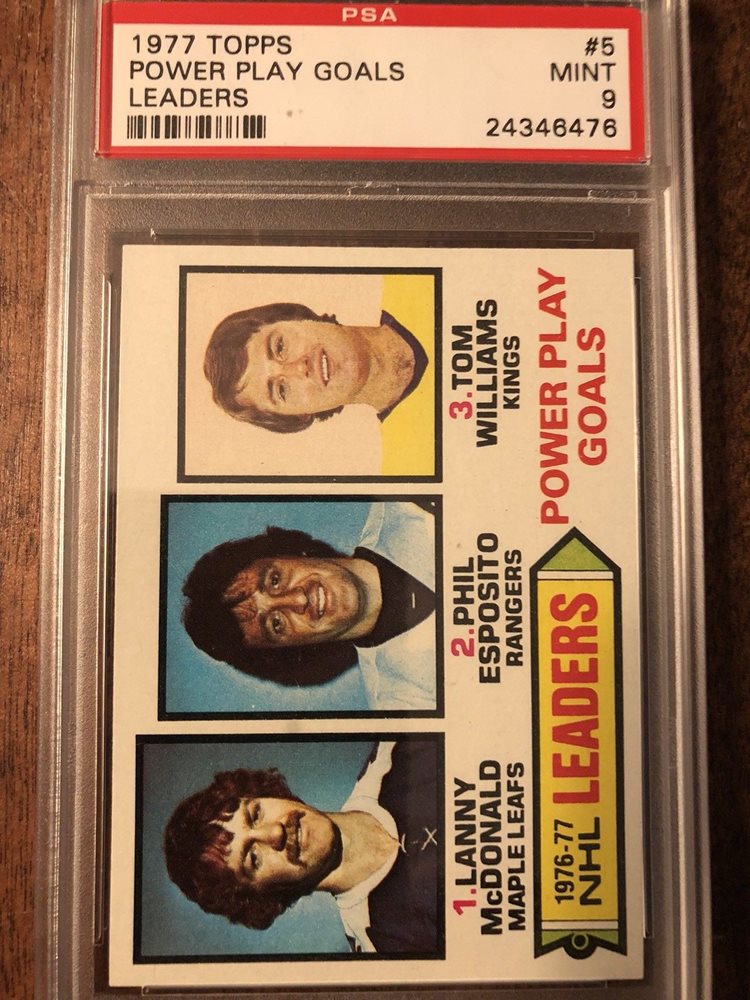 PSA
1977 TOPPS #5
POWER PLAY GOALS MINT
LEADERS 9
24346476
1. LANNY
McDONALD
MAPLE LEAFS
2. PHIL
ESPOSITO
RANGERS
3. TOM
WILLIAMS
KINGS
1976-77
NHL LEADERS
POWER PLAY
GOALS